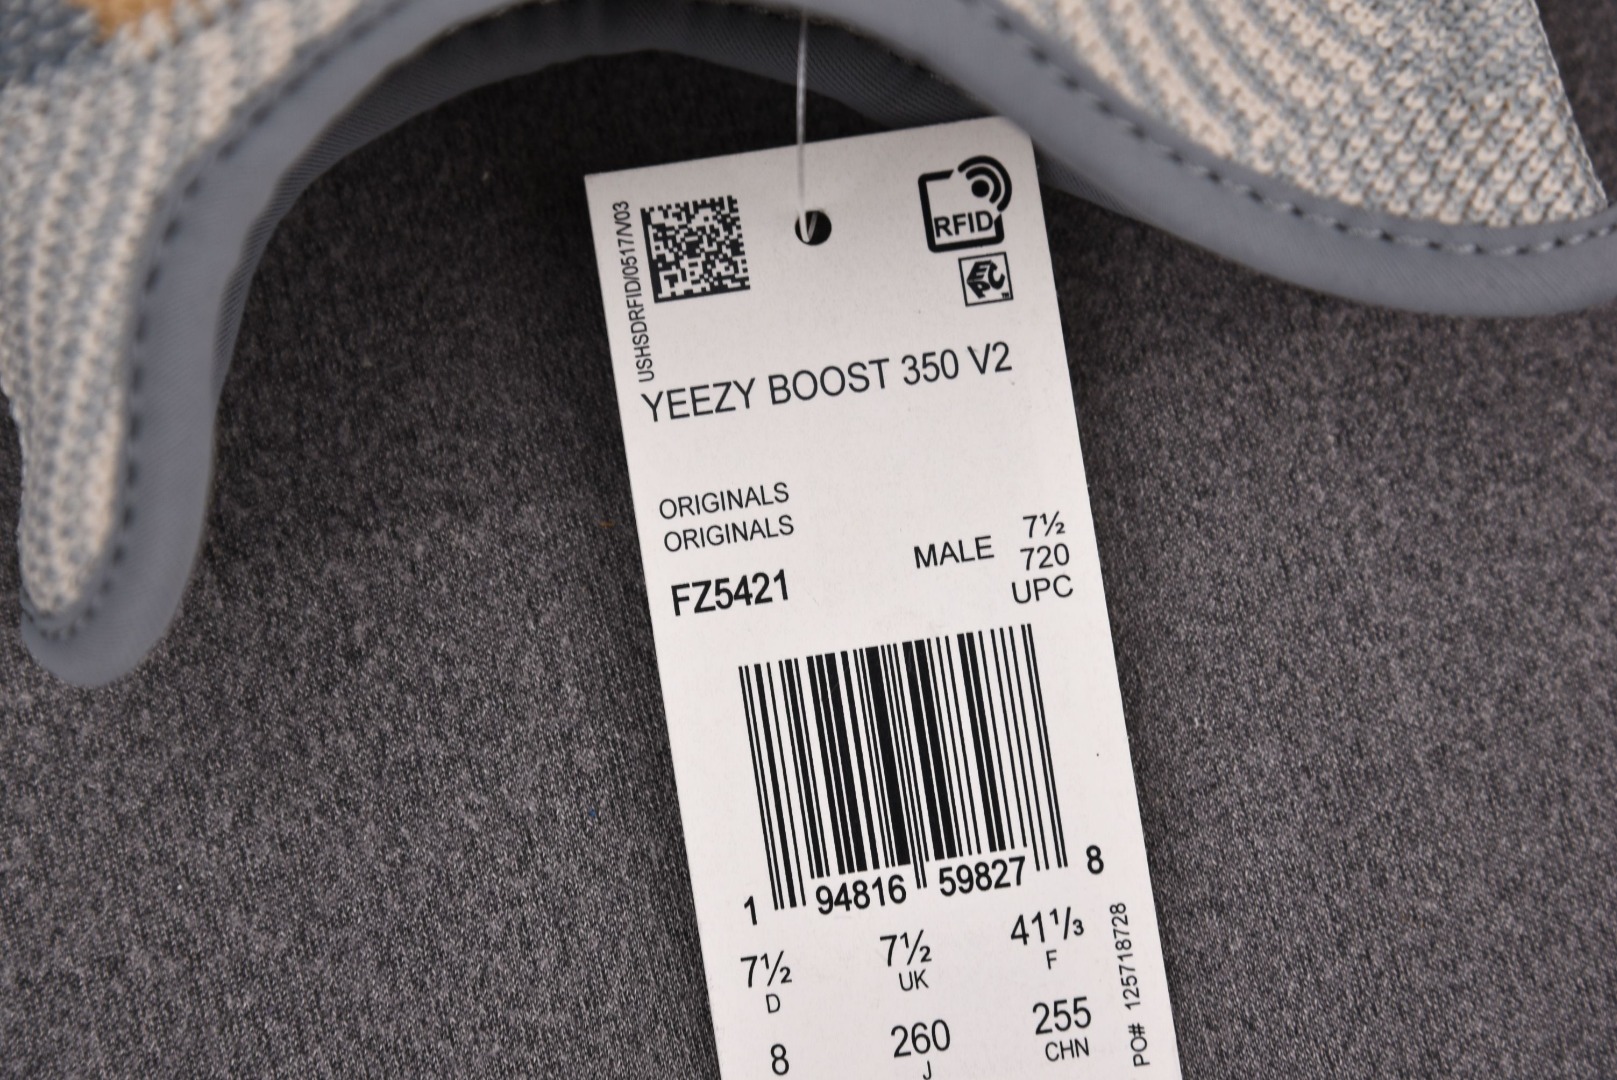 USHSDRFID/0517/V03
RFID
EPC
YEEZY BOOST 350 V2
ORIGINALS
ORIGINALS
MALE 7½
720
FZ5421
UPC
1 94816 59827 8
7½ 7½ 41⅓
D UK F
8 260 255
J CHN
PO# 125718728